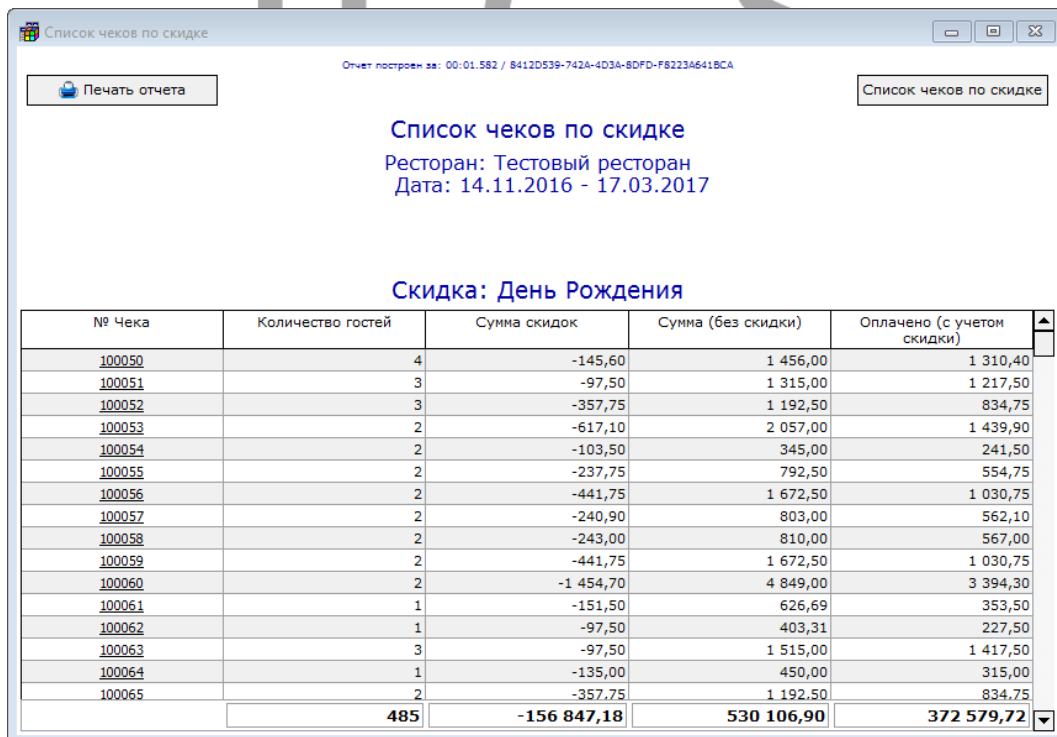 Список чеков по скидке
Отчет построен за: 00:01.582 / 8412D539-742A-4D3A-8DFD-F8223A641BCA
Печать отчета Список чеков по скидке
Список чеков по скидке
Ресторан: Тестовый ресторан
Дата: 14.11.2016 - 17.03.2017
Скидка: День Рождения
№ Чека Количество гостей Сумма скидок Сумма (без скидки) Оплачено (с учетом
скидки)
100050 4 -145,60 1 456,00 1 310,40
100051 3 -97,50 1 315,00 1 217,50
100052 3 -357,75 1 192,50 834,75
100053 2 -617,10 2 057,00 1 439,90
100054 2 -103,50 345,00 241,50
100055 2 -237,75 792,50 554,75
100056 2 -441,75 1 672,50 1 030,75
100057 2 -240,90 803,00 562,10
100058 2 -243,00 810,00 567,00
100059 2 -441,75 1 672,50 1 030,75
100060 2 -1 454,70 4 849,00 3 394,30
100061 1 -151,50 626,69 353,50
100062 1 -97,50 403,31 227,50
100063 3 -97,50 1 515,00 1 417,50
100064 1 -135,00 450,00 315,00
100065 2 -357,75 1 192,50 834,75
485 -156 847,18 530 106,90 372 579,72